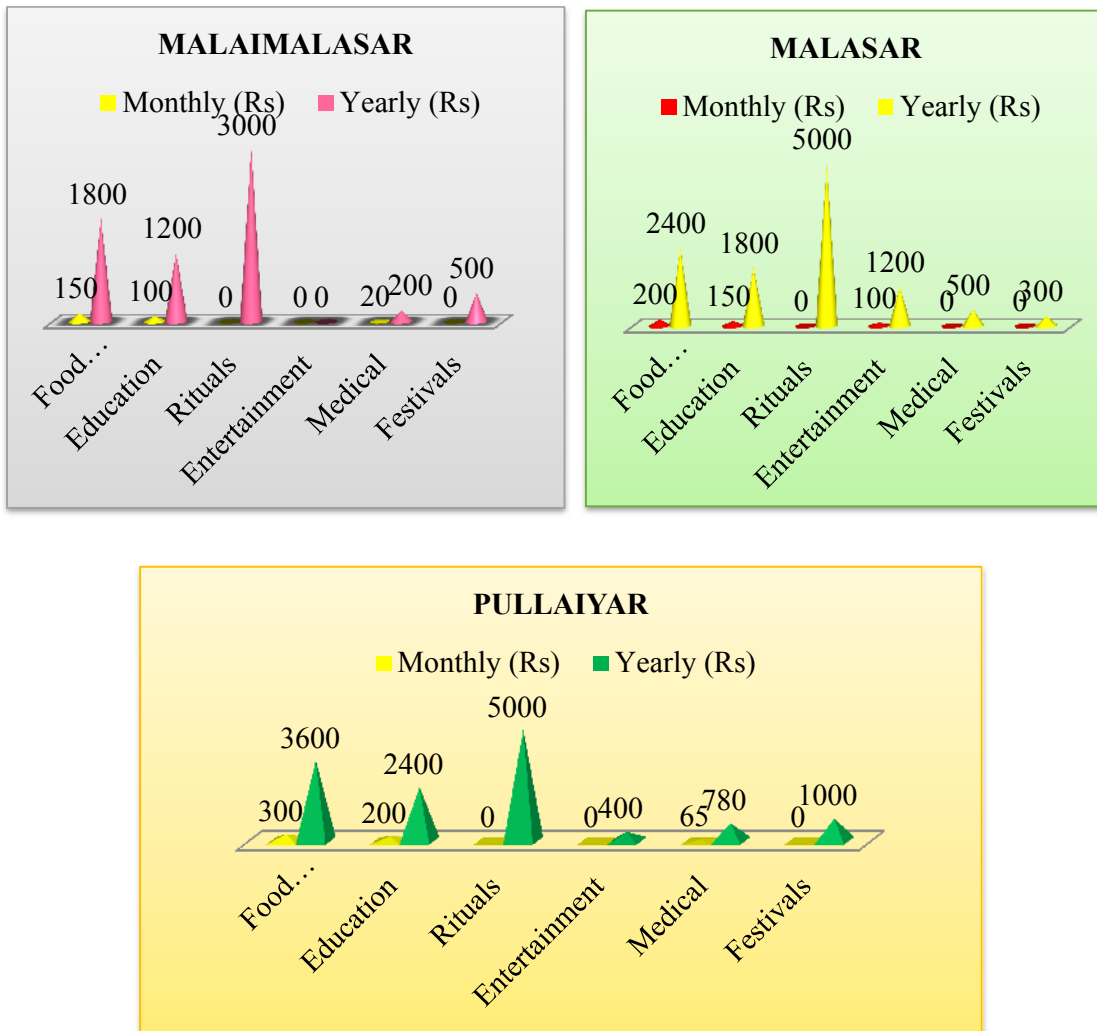 MALAIMALASAR
Monthly (Rs) Yearly (Rs)
3000
1800
1200
500
150 100 0 0 0 20 200 0
Food… Education Rituals Entertainment Medical Festivals
MALASAR
Monthly (Rs) Yearly (Rs)
5000
2400
1800
1200
200 150 0 100 0 500 0 300
Food… Education Rituals Entertainment Medical Festivals
PULLAIYAR
Monthly (Rs) Yearly (Rs)
5000
3600
2400
300 200 0 0 400 65 780 0 1000
Food… Education Rituals Entertainment Medical Festivals